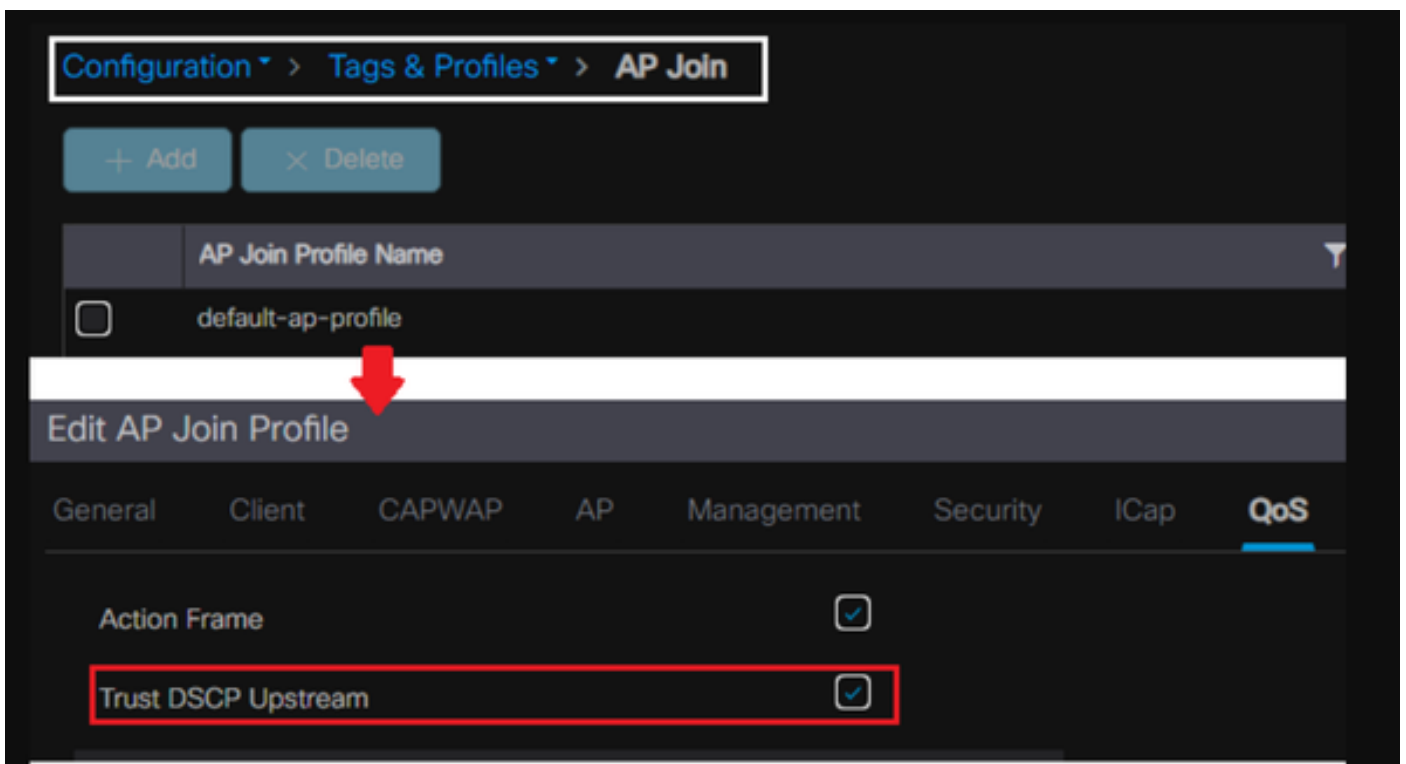 Configuration > Tags & Profiles > AP Join
+ Add × Delete
AP Join Profile Name
default-ap-profile
Edit AP Join Profile
General Client CAPWAP AP Management Security ICap QoS
Action Frame
Trust DSCP Upstream